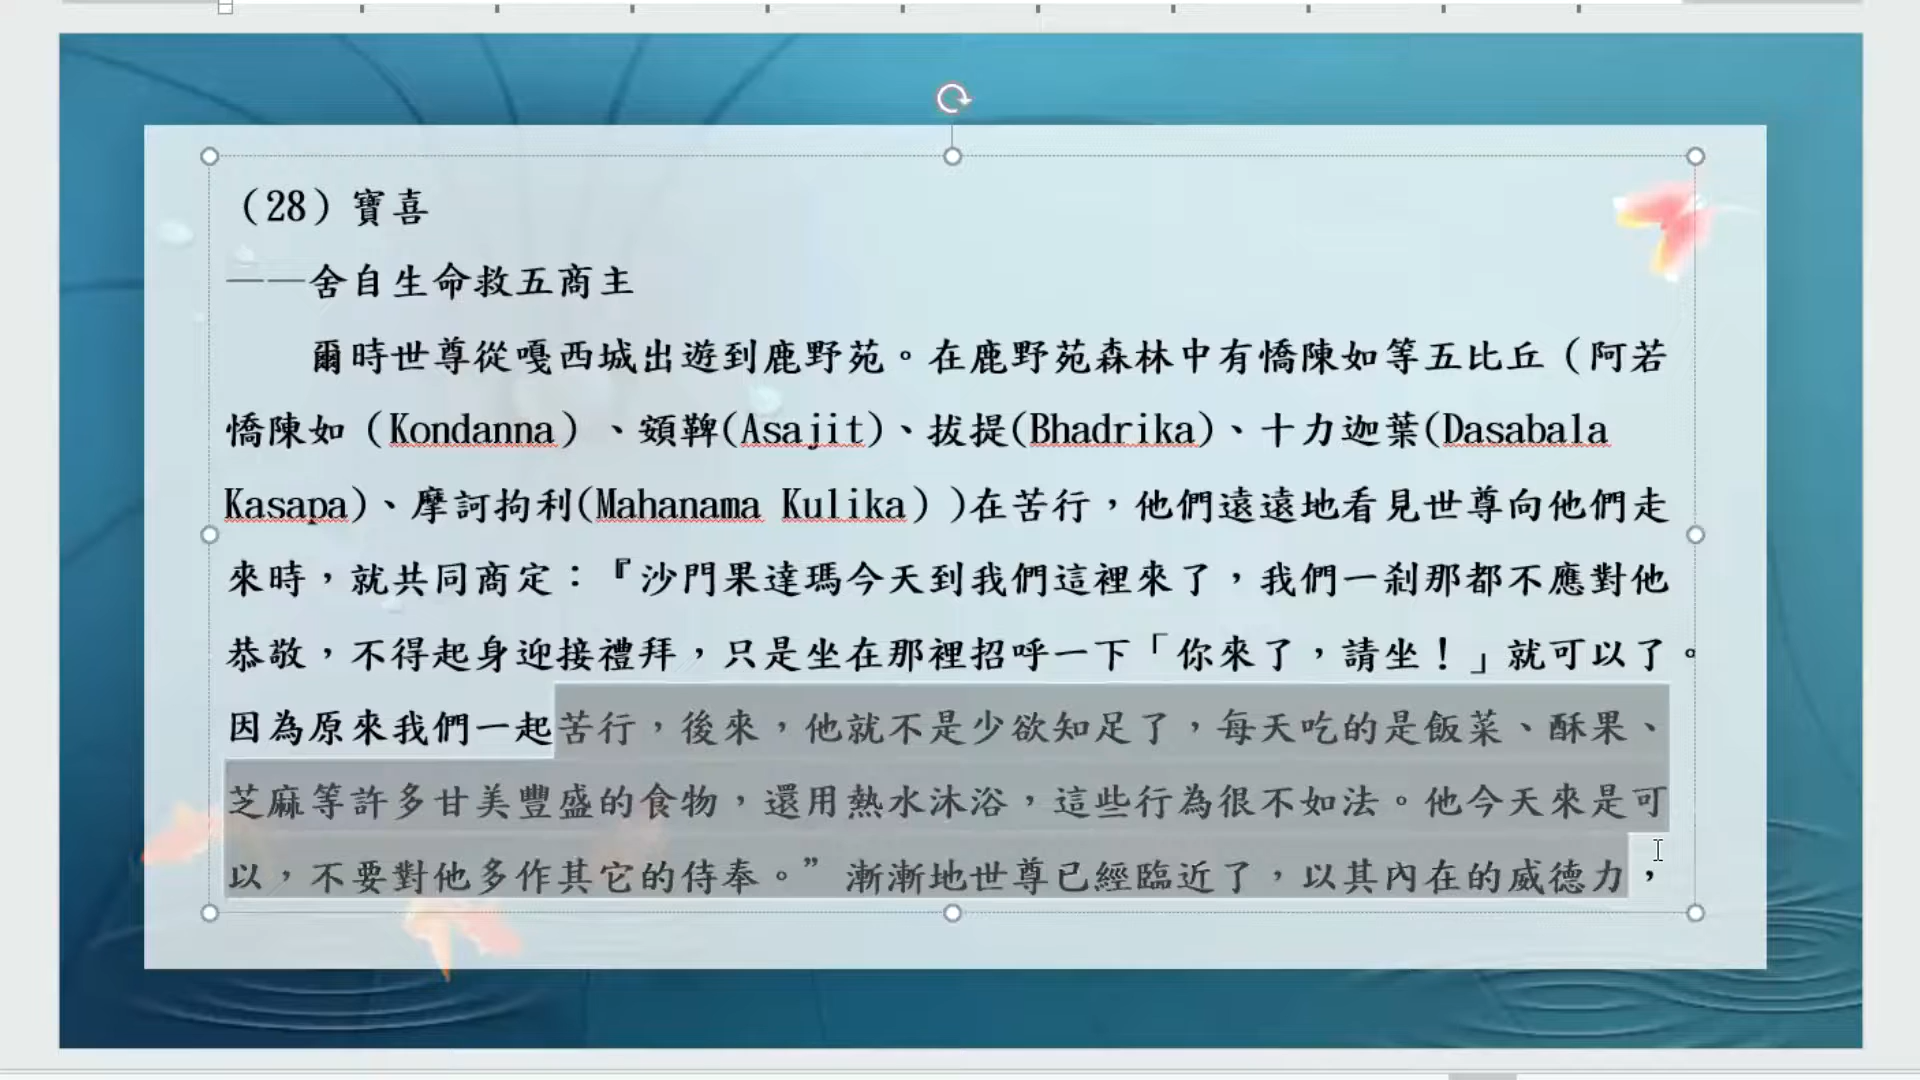 （28）寶喜
——舍自生命救五商主
爾時世尊從嘎西城出遊到鹿野苑。在鹿野苑森林中有憍陳如等五比丘（阿若
憍陳如（Kondanna）、頞鞞(Asajit)、拔提(Bhadrika)、十力迦葉(Dasabala
Kasapa)、摩訶拘利(Mahanama Kulika））在苦行，他們遠遠地看見世尊向他們走
來時，就共同商定：『沙門果達瑪今天到我們這裡來了，我們一剎那都不應對他
恭敬，不得起身迎接禮拜，只是坐在那裡招呼一下「你來了，請坐！」就可以了。
因為原來我們一起苦行，後來，他就不是少欲知足了，每天吃的是飯菜、酥果、
芝麻等許多甘美豐盛的食物，還用熱水沐浴，這些行為很不如法。他今天來是可
以，不要對他多作其它的侍奉。”漸漸地世尊已經臨近了，以其內在的威德力，